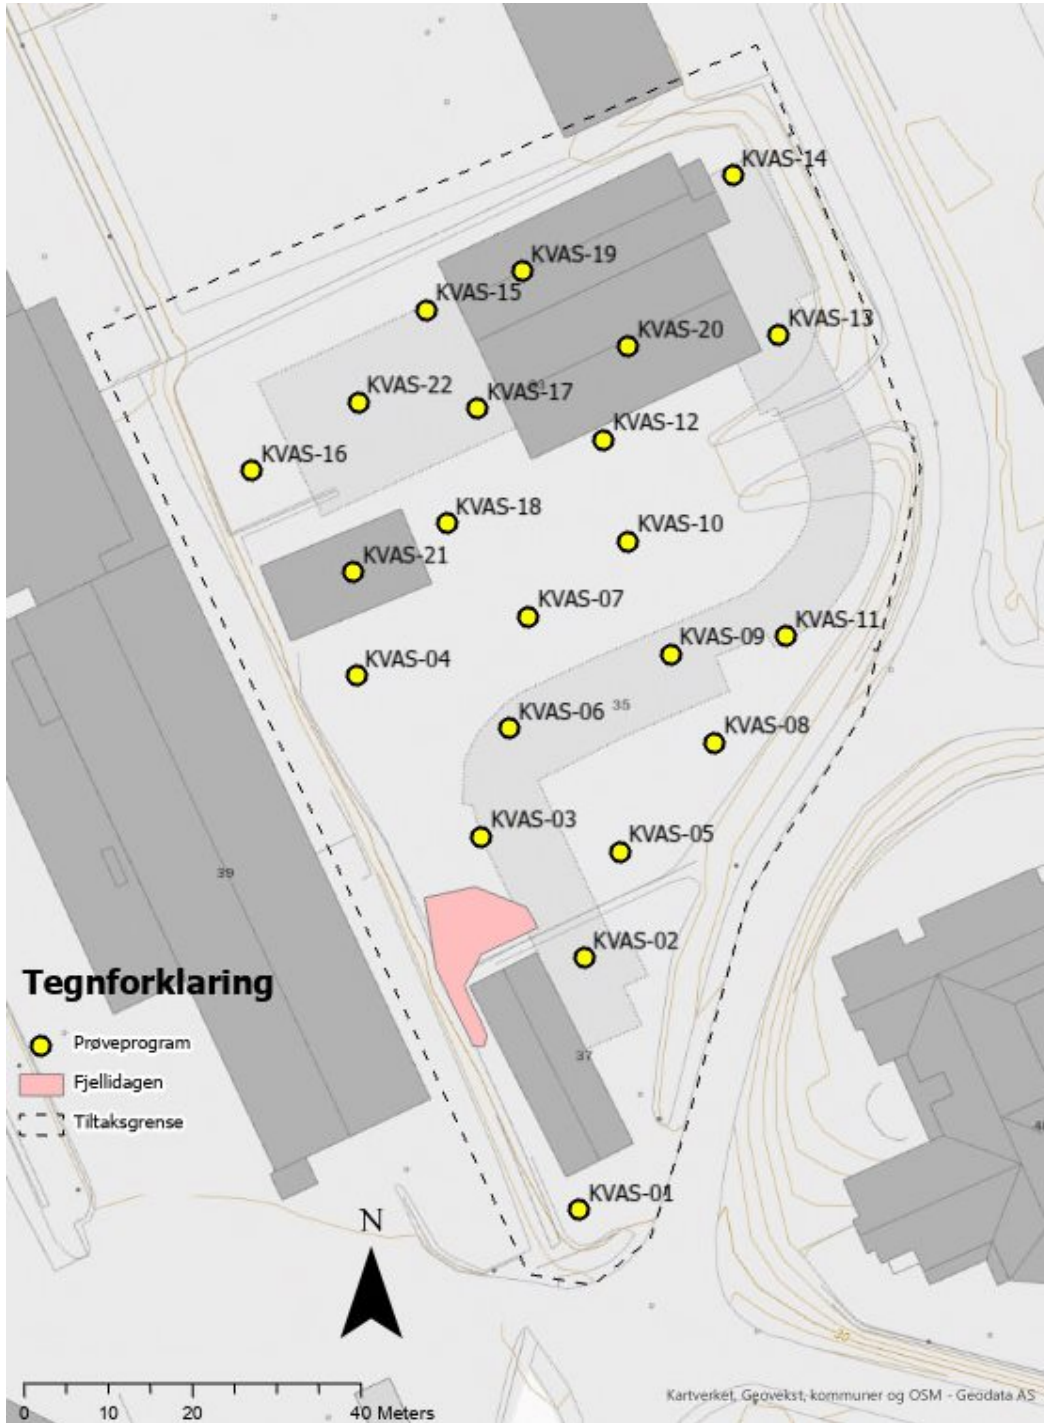 KVAS-14
KVAS-19
KVAS-15
KVAS-13
KVAS-20
KVAS-22
KVAS-17
KVAS-12
KVAS-16
KVAS-18
KVAS-10
KVAS-21
KVAS-07
KVAS-11
KVAS-09
KVAS-04
35
KVAS-06
KVAS-08
KVAS-03
KVAS-05
39
KVAS-02
Tegnforklaring
Prøveprogram
37
Fjellidagen
Tiltaksgrense
KVAS-01
N
30
0 10 20 40 Meters
Kartverket, Geovekst, kommuner og OSM - Geodata AS